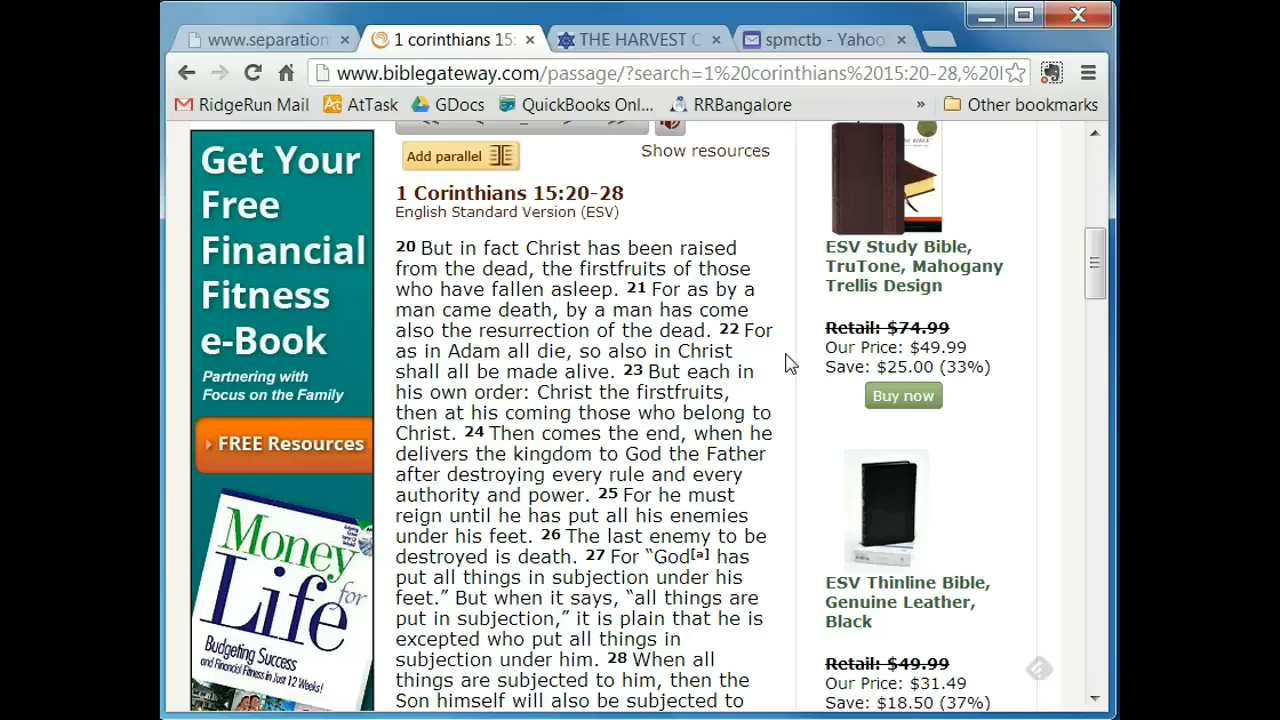 www.separation
1 corinthians 15:
THE HARVEST C
spmctb - Yahoo
www.biblegateway.com/passage/?search=1%20corinthians%2015:20-28,%20
RidgeRun Mail
AtTask
GDocs
QuickBooks Onl...
RRBangalore
»
Other bookmarks
Get Your
Free
Financial
Fitness
e-Book
Partnering with
Focus on the Family
FREE Resources
Money
for
Life
Budgeting Success
and Financial Fitness in Just 12 Weeks!
Add parallel
Show resources
1 Corinthians 15:20-28
English Standard Version (ESV)
20 But in fact Christ has been raised
from the dead, the firstfruits of those
who have fallen asleep. 21 For as by a
man came death, by a man has come
also the resurrection of the dead. 22 For
as in Adam all die, so also in Christ
shall all be made alive. 23 But each in
his own order: Christ the firstfruits,
then at his coming those who belong to
Christ. 24 Then comes the end, when he
delivers the kingdom to God the Father
after destroying every rule and every
authority and power. 25 For he must
reign until he has put all his enemies
under his feet. 26 The last enemy to be
destroyed is death. 27 For “God[a] has
put all things in subjection under his
feet.” But when it says, “all things are
put in subjection,” it is plain that he is
excepted who put all things in
subjection under him. 28 When all
things are subjected to him, then the
Son himself will also be subjected to
ESV Study Bible,
TruTone, Mahogany
Trellis Design
Retail: $74.99
Our Price: $49.99
Save: $25.00 (33%)
Buy now
ESV Thinline Bible,
Genuine Leather,
Black
Retail: $49.99
Our Price: $31.49
Save: $18.50 (37%)